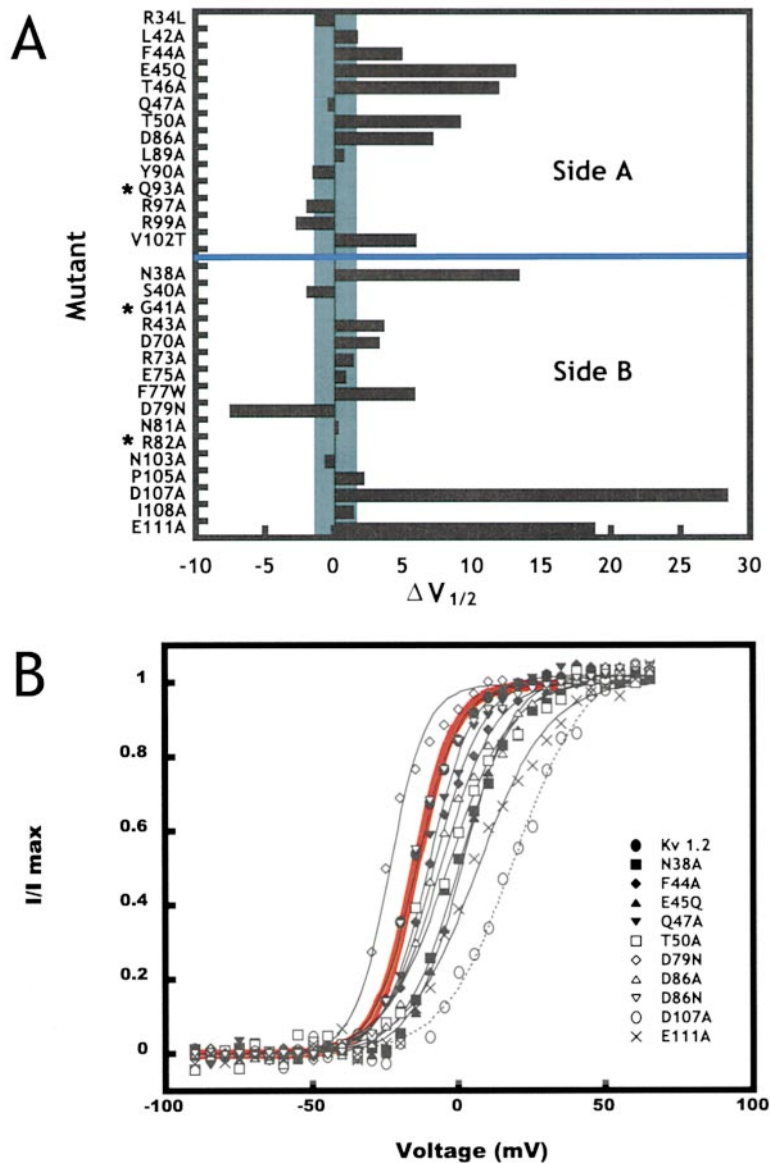 A
Mutant
R34L
L42A
F44A
E45Q
T46A
Q47A
T50A
D86A
L89A
Y90A
* Q93A
R97A
R99A
V102T
Side A
N38A
S40A
* G41A
R43A
D70A
R73A
E75A
F77W
D79N
N81A
* R82A
N103A
P105A
D107A
I108A
E111A
Side B
-10 -5 0 5 10 15 20 25 30
Δ V1/2
B
I/I max
1
0.8
0.6
0.4
0.2
0
Kv 1.2
N38A
F44A
E45Q
Q47A
T50A
D79N
D86A
D86N
D107A
E111A
-100 -50 0 50 100
Voltage (mV)